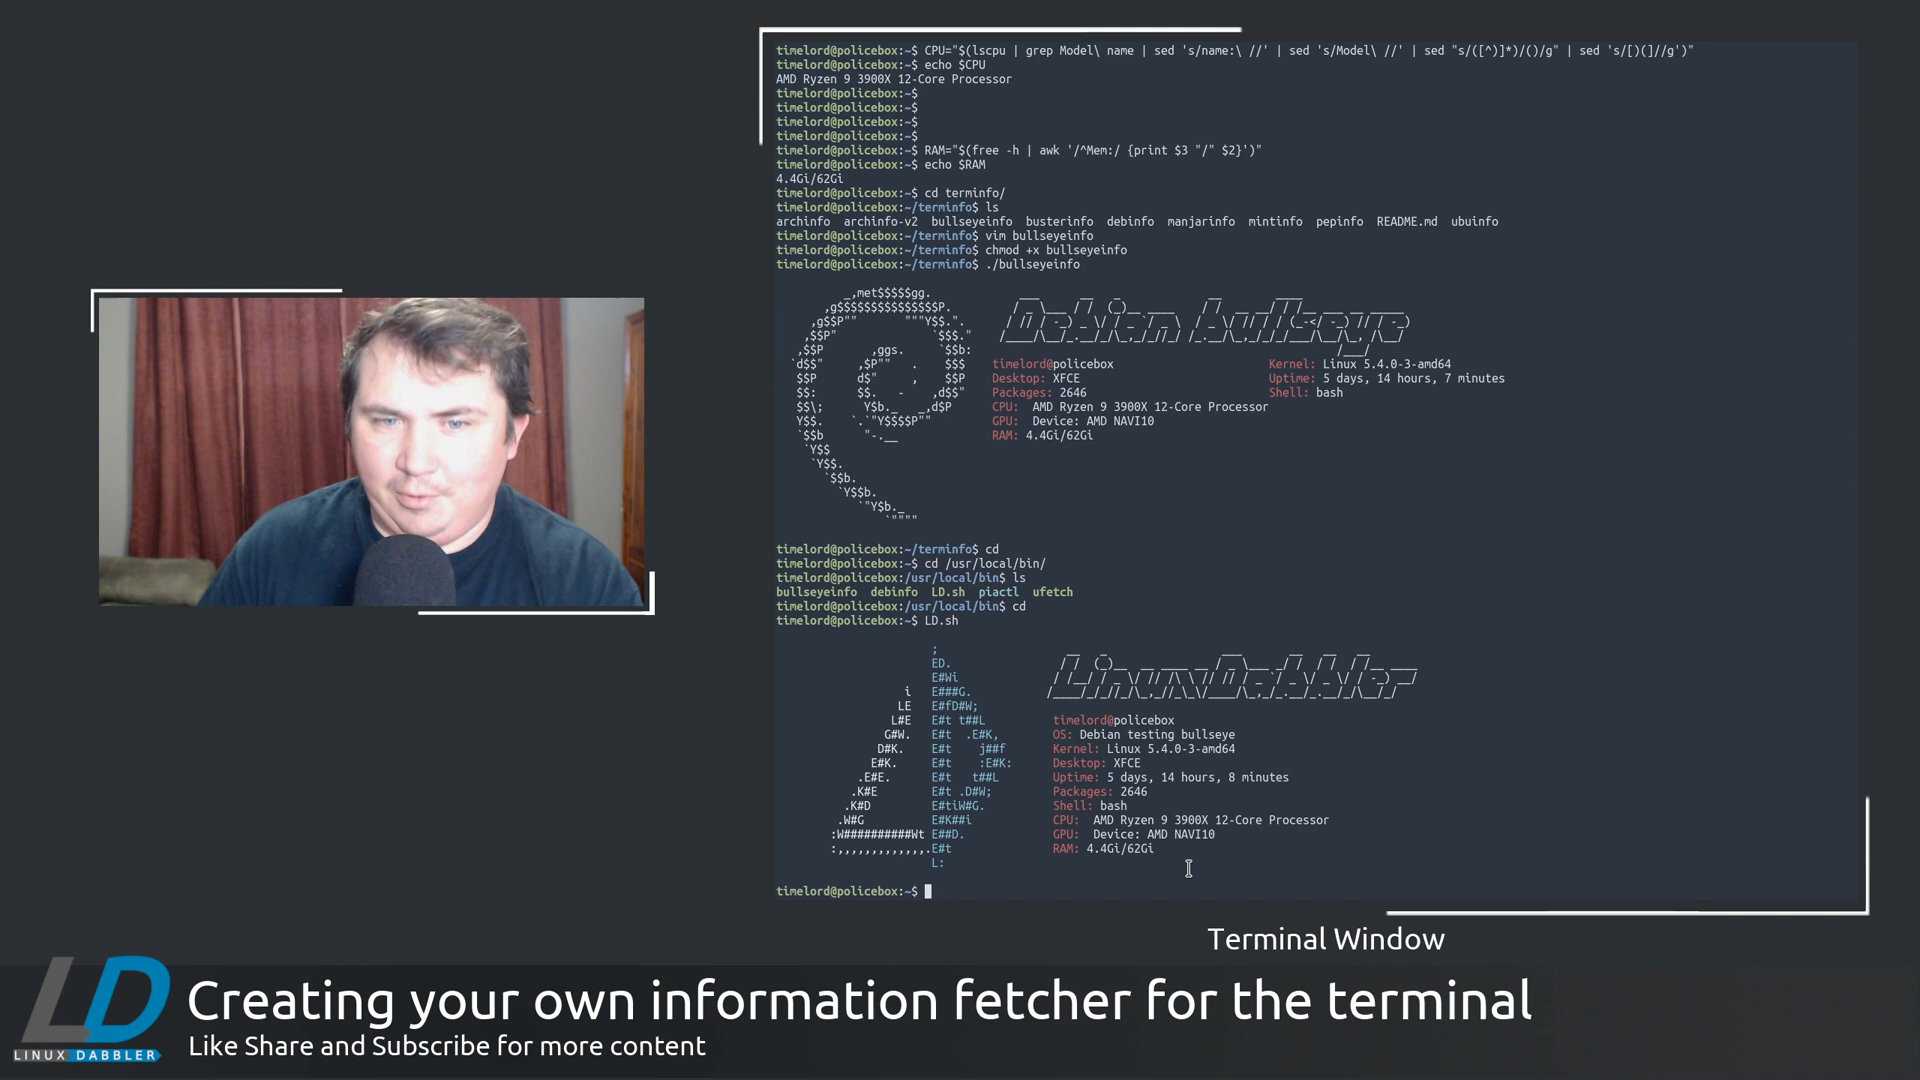 timelord@policebox:~$ CPU="$(lscpu | grep Model\ name | sed 's/name:\ //' | sed 's/Model\ //' | sed "s/([^)]*)/()/g" | sed 's/[)(]//g')"
timelord@policebox:~$ echo $CPU
AMD Ryzen 9 3900X 12-Core Processor
timelord@policebox:~$
timelord@policebox:~$
timelord@policebox:~$
timelord@policebox:~$
timelord@policebox:~$ RAM="$(free -h | awk '/^Mem:/ {print $3 "/" $2}')"
timelord@policebox:~$ echo $RAM
4.4Gi/62Gi
timelord@policebox:~$ cd terminfo/
timelord@policebox:~/terminfo$ ls
archinfo archinfo-v2 bullseyeinfo busterinfo debinfo manjarinfo mintinfo pepinfo README.md ubuinfo
timelord@policebox:~/terminfo$ vim bullseyeinfo
timelord@policebox:~/terminfo$ chmod +x bullseyeinfo
timelord@policebox:~/terminfo$ ./bullseyeinfo
timelord@policebox Kernel: Linux 5.4.0-3-amd64
Desktop: XFCE Uptime: 5 days, 14 hours, 7 minutes
Packages: 2646 Shell: bash
CPU: AMD Ryzen 9 3900X 12-Core Processor
GPU: Device: AMD NAVI10
RAM: 4.4Gi/62Gi
timelord@policebox:~/terminfo$ cd
timelord@policebox:~$ cd /usr/local/bin/
timelord@policebox:/usr/local/bin$ ls
bullseyeinfo debinfo LD.sh piactl ufetch
timelord@policebox:/usr/local/bin$ cd
timelord@policebox:~$ LD.sh
LinuxDabbler
timelord@policebox
OS: Debian testing bullseye
Kernel: Linux 5.4.0-3-amd64
Desktop: XFCE
Uptime: 5 days, 14 hours, 8 minutes
Packages: 2646
Shell: bash
CPU: AMD Ryzen 9 3900X 12-Core Processor
GPU: Device: AMD NAVI10
RAM: 4.4Gi/62Gi
timelord@policebox:~$
Terminal Window
LD
LINUX DABBLER
Creating your own information fetcher for the terminal
Like Share and Subscribe for more content